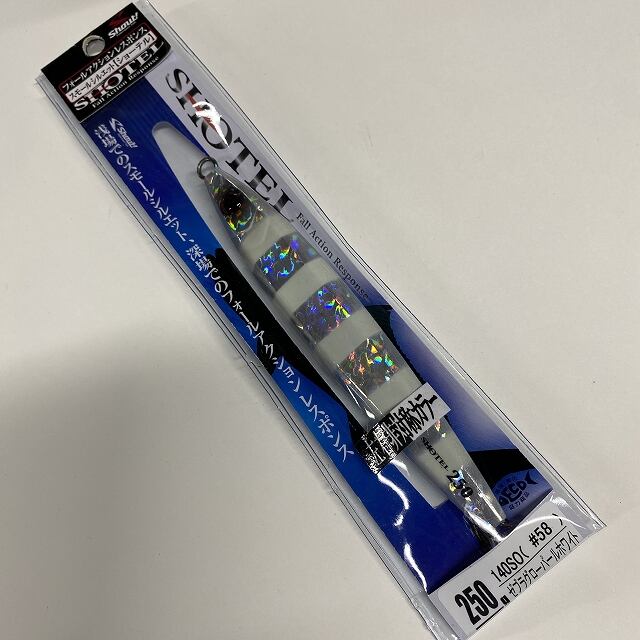 Shout!
フォールアクションレスポンス
スモールシルエット[ショーテル]
SHOTEL
Fall Action Response
SHOTEL
Fall Action Response
浅場でのスモールシルエット、深場でのフォールアクションレスポンス
SHOTEL
250
250
140SO( #58 )
ゼブラグローパールホワイト